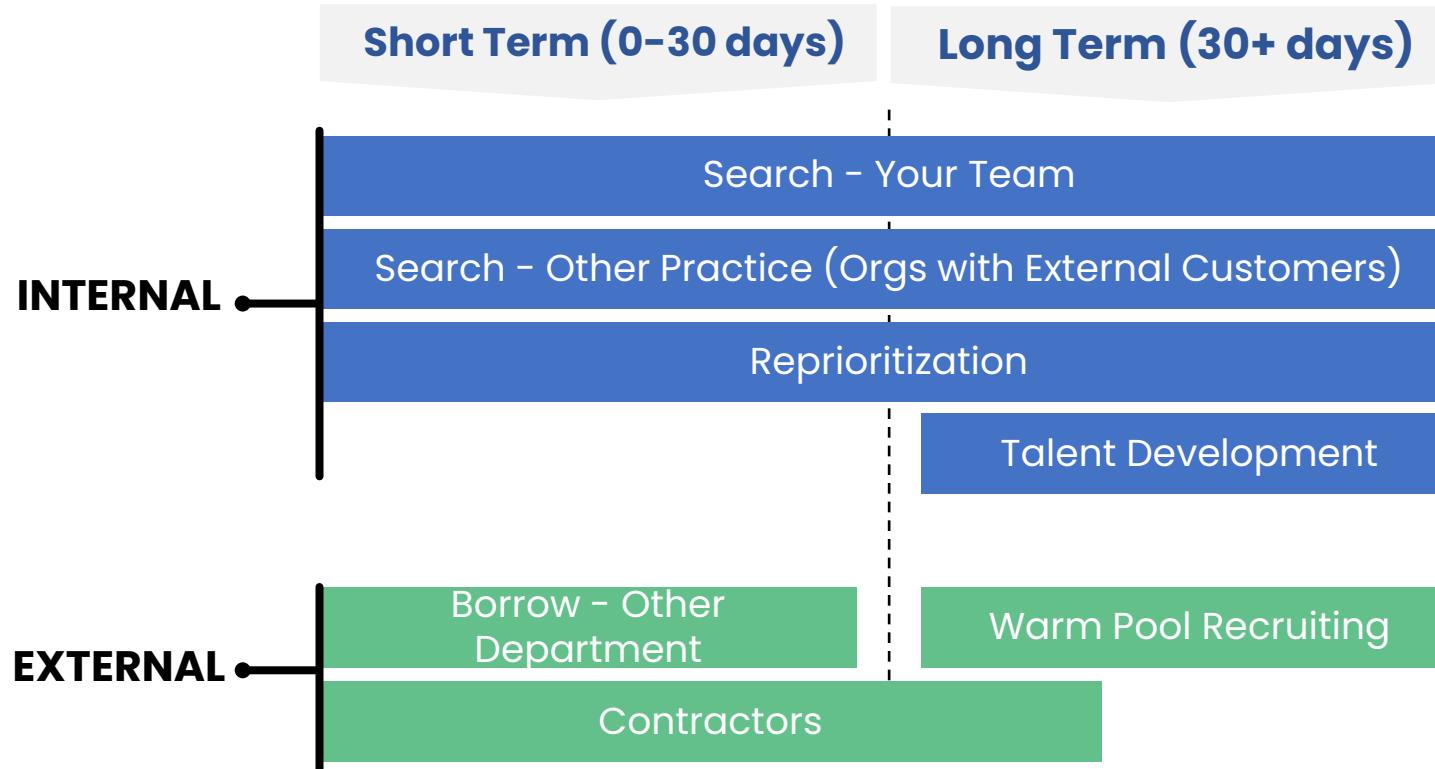 Short Term (0-30 days)
Long Term (30+ days)
INTERNAL
Search - Your Team
Search - Other Practice (Orgs with External Customers)
Reprioritization
Talent Development
EXTERNAL
Borrow - Other
Department
Warm Pool Recruiting
Contractors